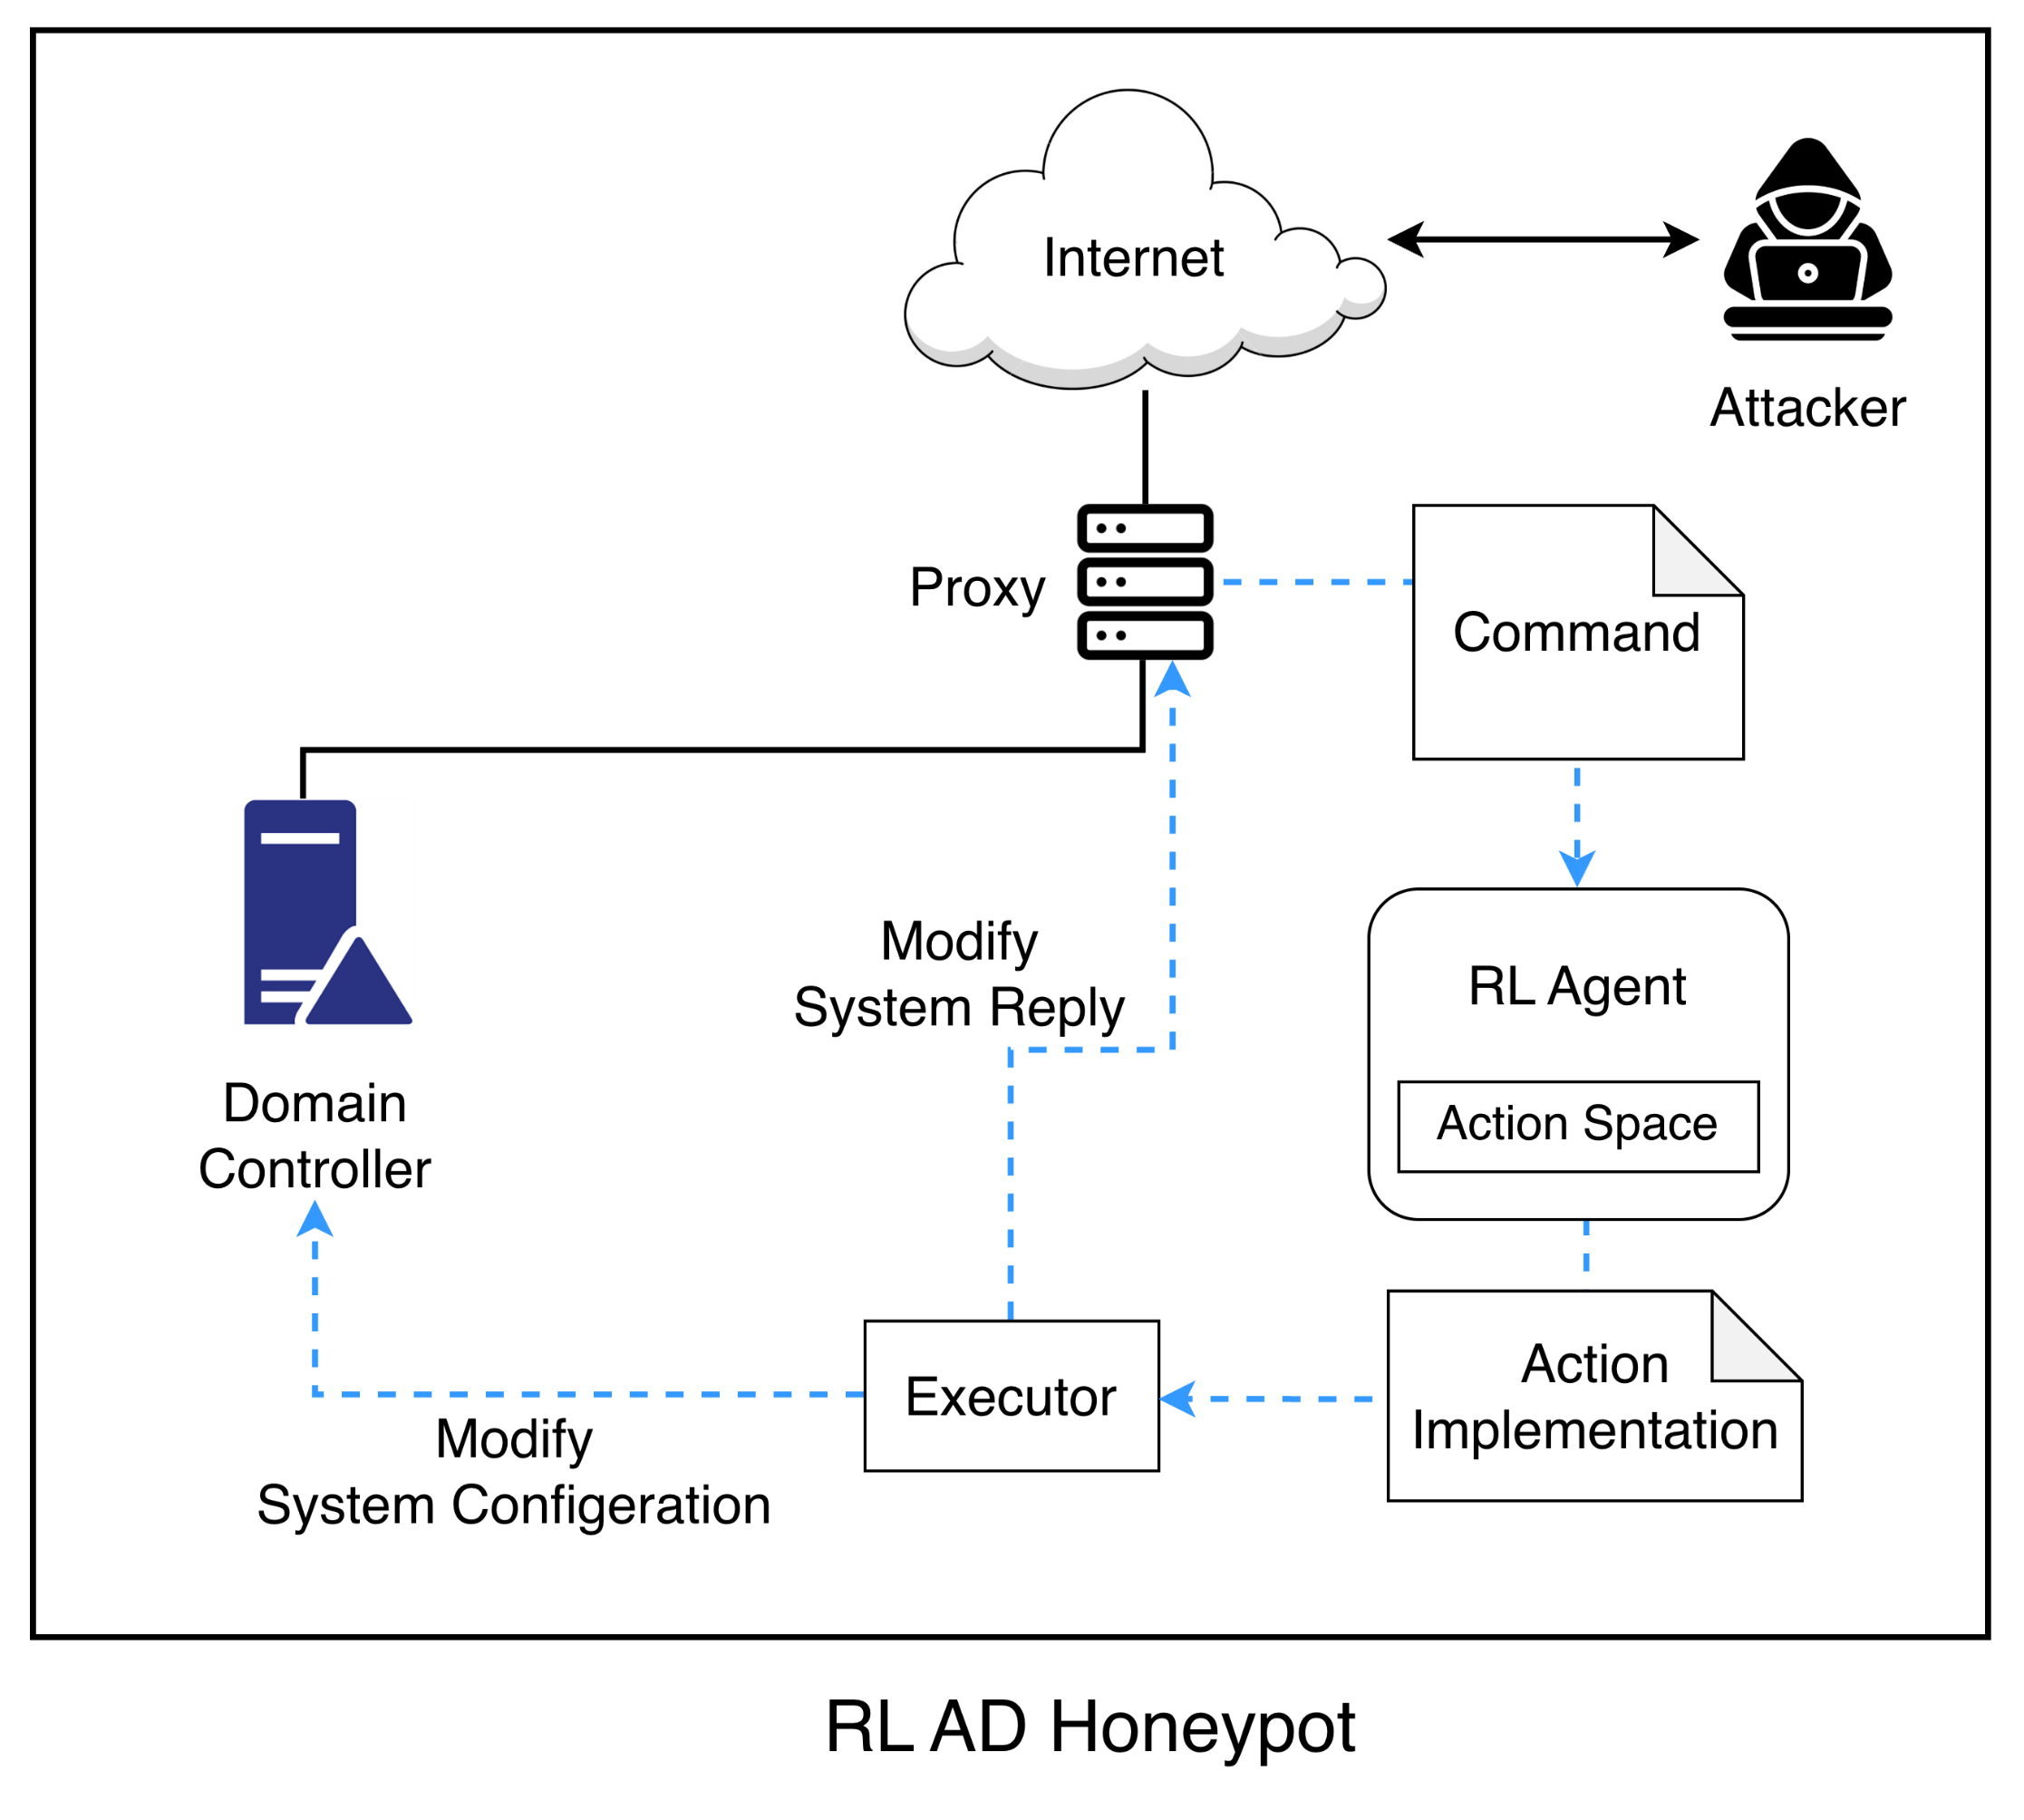 Internet
Attacker
Proxy
Command
Modify
System Reply
RL Agent
Action Space
Domain
Controller
Action
Implementation
Executor
Modify
System Configeration
RL AD Honeypot